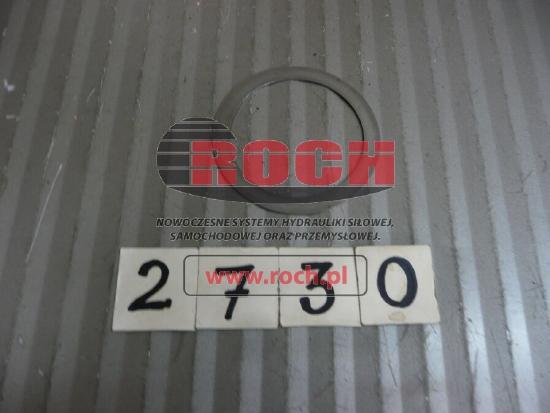 ROCH
NOWOCZESNE SYSTEMY HYDRAULIKI SIŁOWEJ,
SAMOCHODOWEJ ORAZ PRZEMYSŁOWEJ.
www.roch.pl
2730